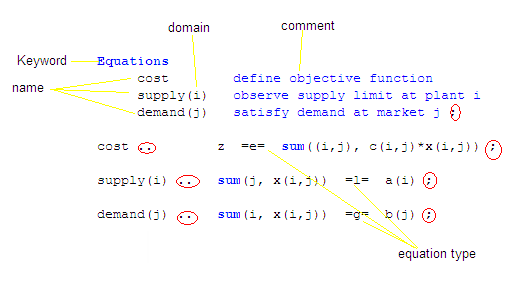 domain
comment
Keyword
Equations
name
cost define objective function
supply(i) observe supply limit at plant i
demand(j) satisfy demand at market j ;
cost .. z =e= sum((i,j), c(i,j)*x(i,j)) ;
supply(i) .. sum(j, x(i,j)) =l= a(i) ;
demand(j) .. sum(i, x(i,j)) =g= b(j) ;
equation type